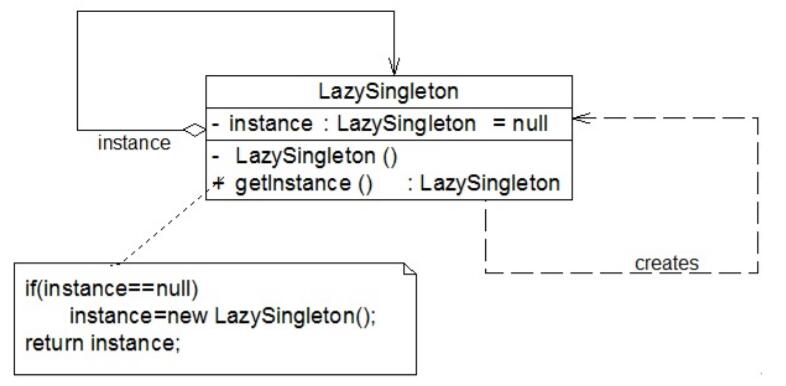 LazySingleton
- instance : LazySingleton = null
instance
- LazySingleton ()
+ getInstance () : LazySingleton
creates
if(instance==null)
instance=new LazySingleton();
return instance;